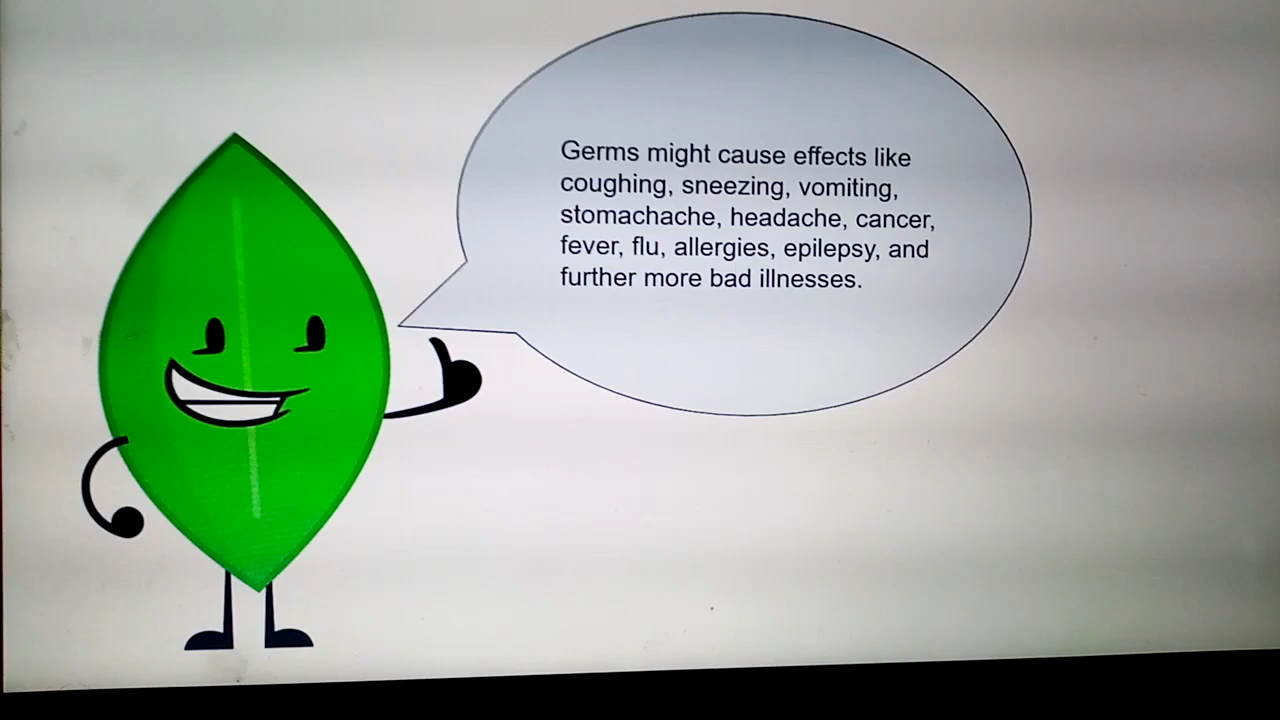 Germs might cause effects like
coughing, sneezing, vomiting,
stomachache, headache, cancer,
fever, flu, allergies, epilepsy, and
further more bad illnesses.